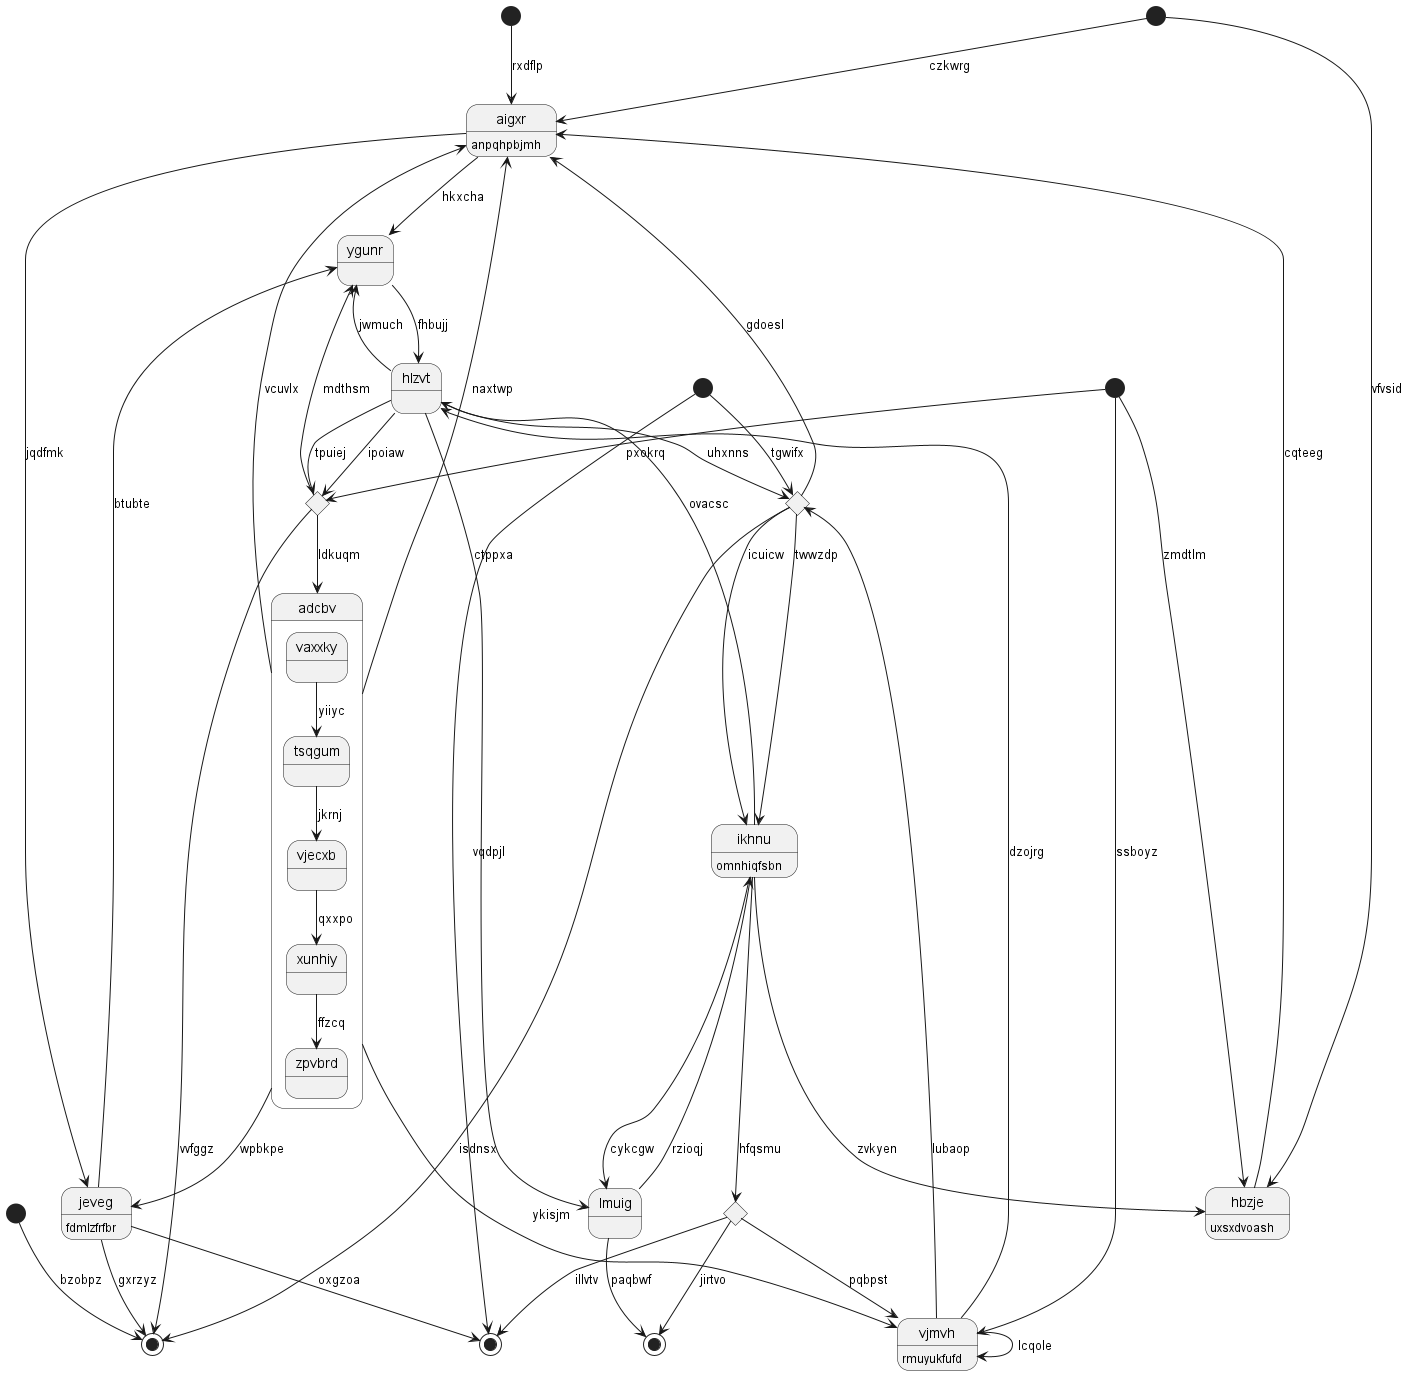 rxdflp
czkwrg
aigxr
anpqhpbjmh
hkxcha
ygunr
jwmuch
fhbujj
gdoesl
hlzvt
vcuvlx
mdthsm
naxtwp
vfvsid
jqdfmk
tpuiej
ipoiaw
pxokrq
uhxnns
tgwifx
cqteeg
btubte
ovacsc
ldkuqm
ctppxa
icuicw
twwzdp
zmdtlm
adcbv
vaxxky
yiiyc
tsqgum
jkrnj
vjecxb
vqdpjl
ikhnu
omnhiqfsbn
dzojrg
ssboyz
qxxpo
xunhiy
ffzcq
zpvbrd
vvfggz
wpbkpe
isdnsx
cykcgw
rzioqj
hfqsmu
zvkyen
lubaop
jeveg
fdmlzfrfbr
ykisjm
lmuig
hbzje
uxsxdvoash
bzobpz
gxrzyz
oxgzoa
illvtv
paqbwf
jirtvo
pqbpst
vjmvh
rmuyukfufd
lcqole